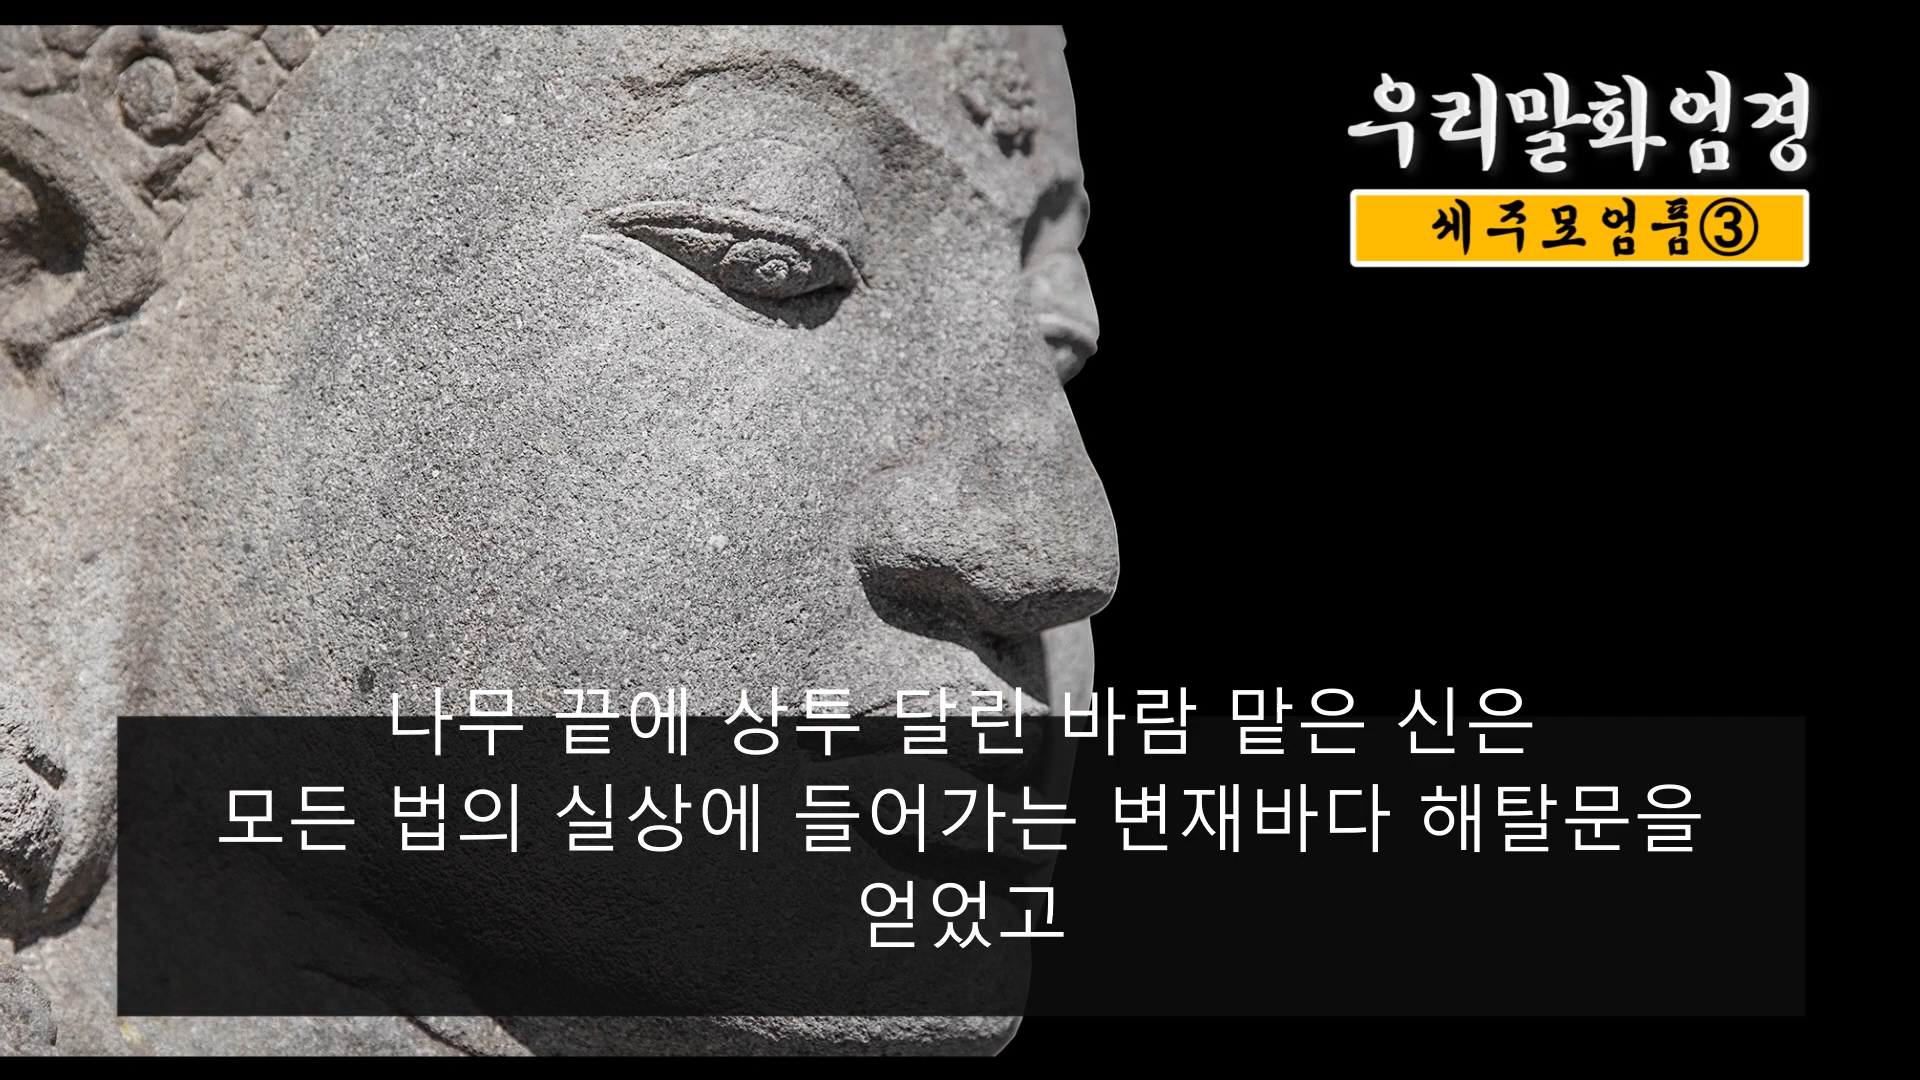 우리말화엄경
세주묘엄품③
나무 끝에 상투 달린 바람 맡은 신은
모든 법의 실상에 들어가는 변재바다 해탈문을
얻었고